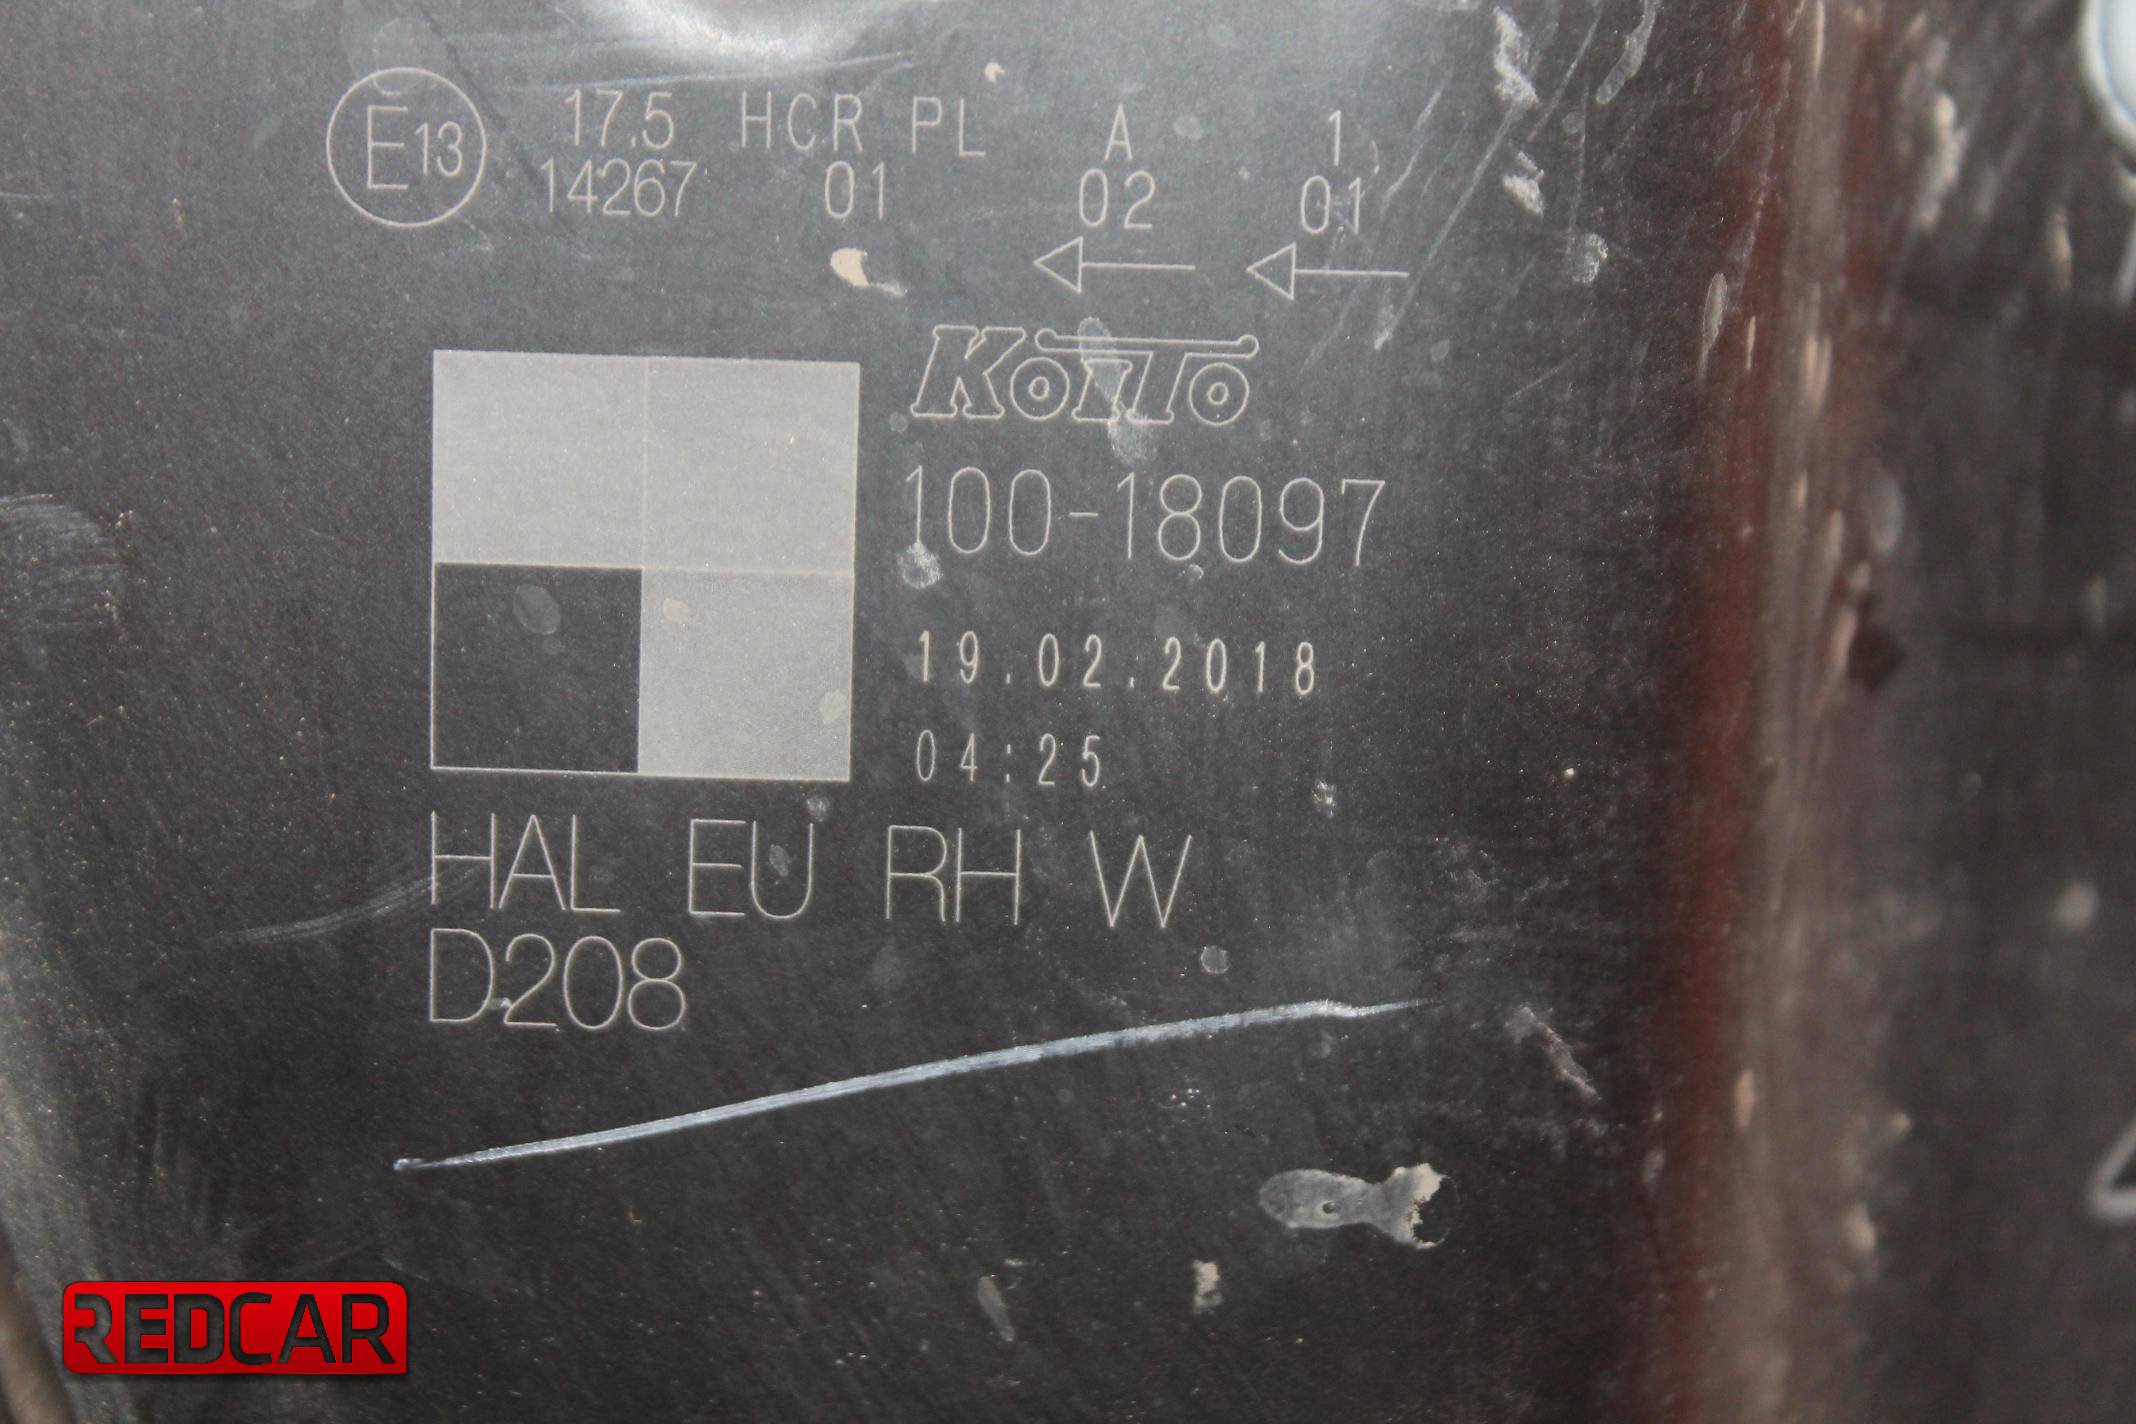 E13 17.5 HCR PL A 1
14267 01 02 01
KOITO
100-18097
19.02.2018
04:25
HAL EU RH W
D208
REDCAR